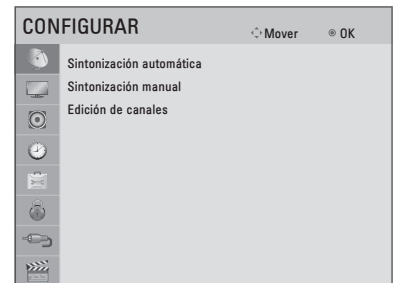 CONFIGURAR Mover OK
Sintonización automática
Sintonización manual
Edición de canales